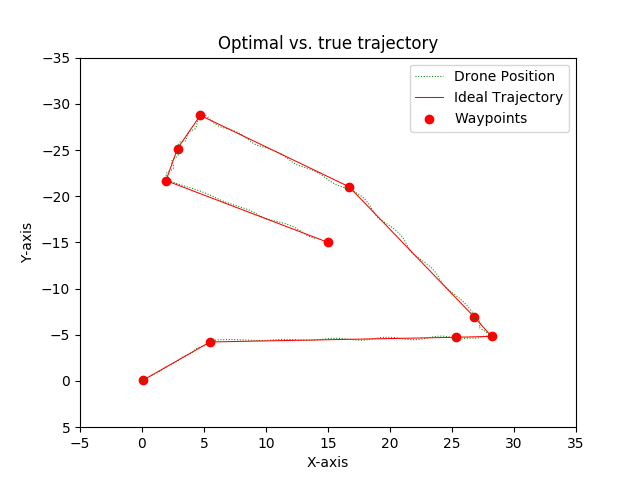 Optimal vs. true trajectory
−35
−30
−25
−20
−15
−10
−5
0
5
Y-axis
Drone Position
Ideal Trajectory
Waypoints
−5 0 5 10 15 20 25 30 35
X-axis